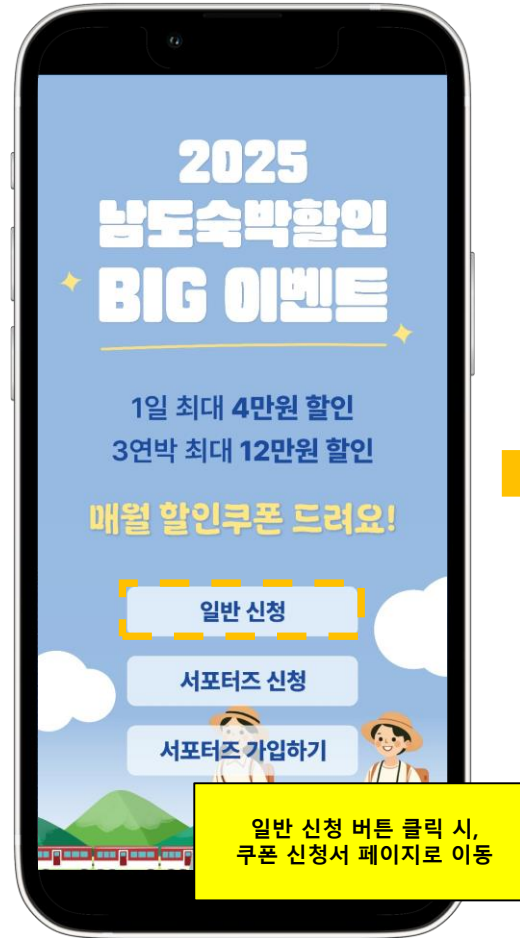 2025
남도숙박할인
BIG 이벤트
1일 최대 4만원 할인
3연박 최대 12만원 할인
매월 할인쿠폰 드려요!
일반 신청
서포터즈 신청
서포터즈 가입하기
일반 신청 버튼 클릭 시,
쿠폰 신청서 페이지로 이동